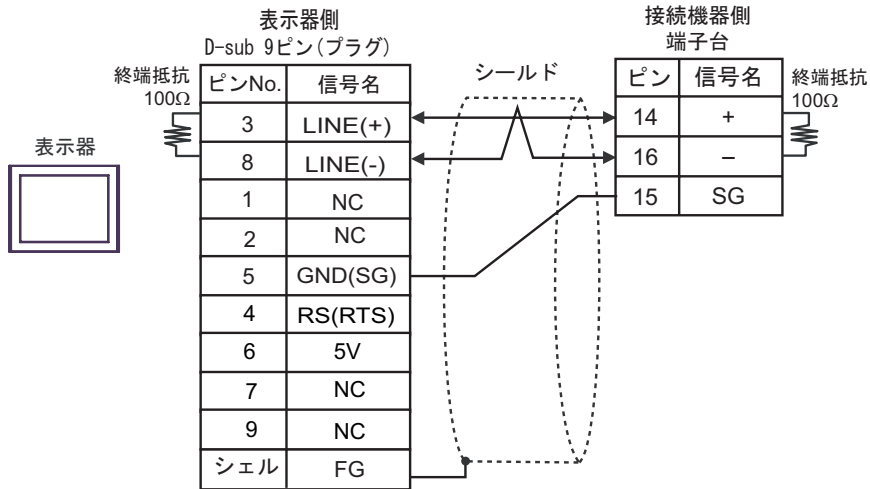 表示器側
D-sub 9ピン(プラグ)
接続機器側
端子台
終端抵抗
100Ω
ピンNo. 信号名
シールド
ピン 信号名
終端抵抗
100Ω
3 LINE(+)
14 +
表示器
8 LINE(-)
16 –
1 NC
15 SG
2 NC
5 GND(SG)
4 RS(RTS)
6 5V
7 NC
9 NC
シェル FG